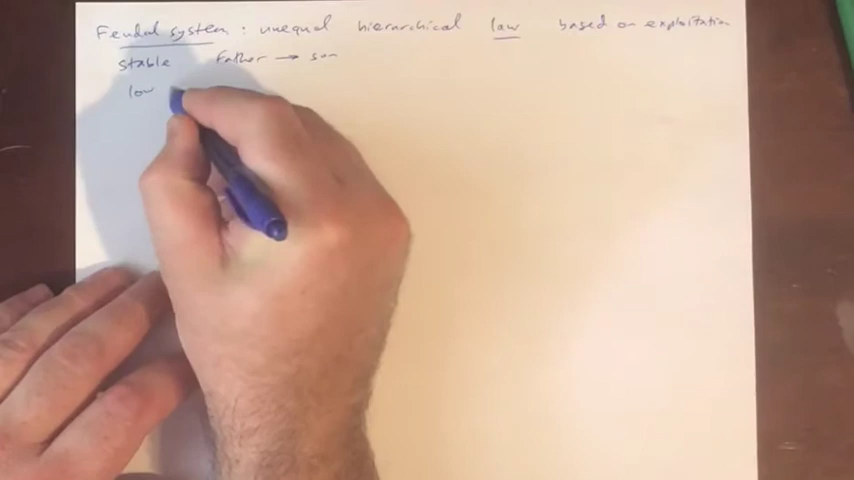 Feudal system : unequal hierarchical law based on exploitation
stable Father → son
low